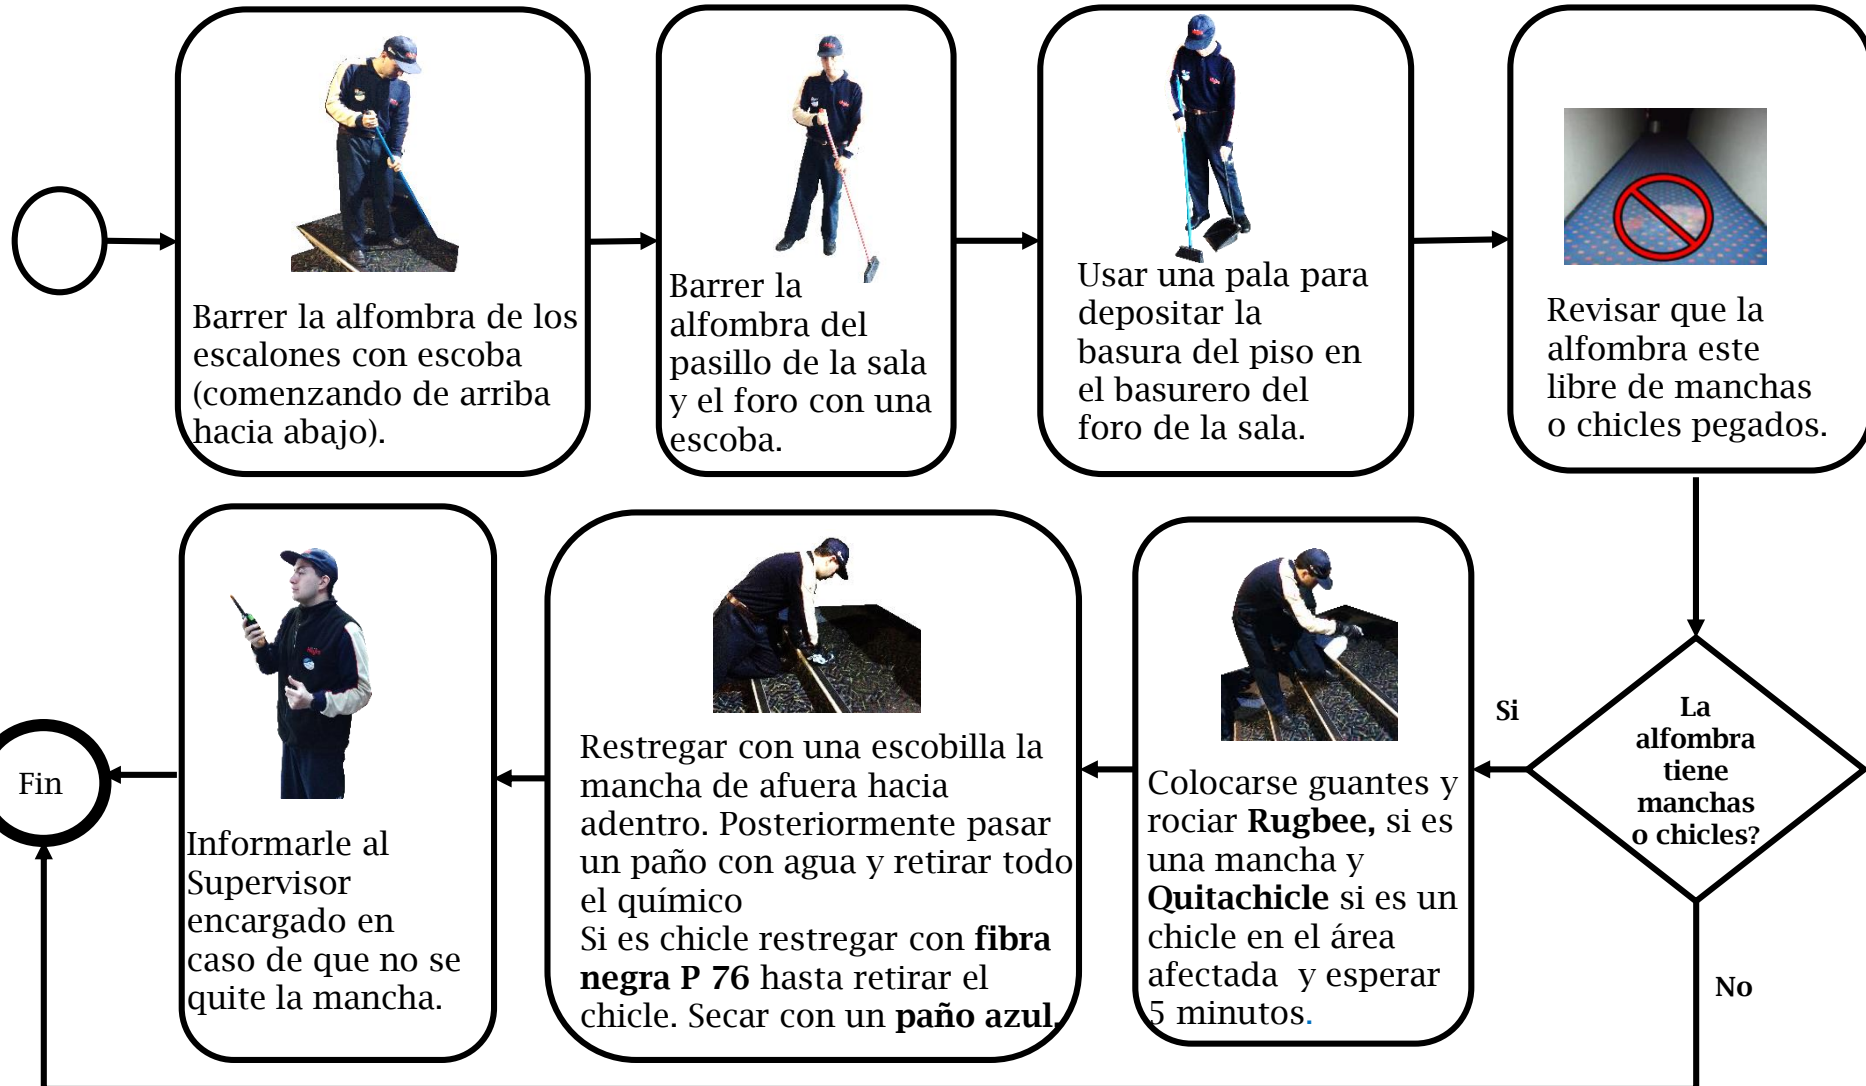 Barrer la alfombra de los
escalones con escoba
(comenzando de arriba
hacia abajo).
Barrer la
alfombra del
pasillo de la sala
y el foro con una
escoba.
Usar una pala para
depositar la
basura del piso en
el basurero del
foro de la sala.
Revisar que la
alfombra este
libre de manchas
o chicles pegados.
La
alfombra
tiene
manchas
o chicles?
Si
No
Colocarse guantes y
rociar Rugbee, si es
una mancha y
Quitachicle si es un
chicle en el área
afectada y esperar
5 minutos.
Restregar con una escobilla la
mancha de afuera hacia
adentro. Posteriormente pasar
un paño con agua y retirar todo
el químico
Si es chicle restregar con fibra
negra P 76 hasta retirar el
chicle. Secar con un paño azul.
Informarle al
Supervisor
encargado en
caso de que no se
quite la mancha.
Fin